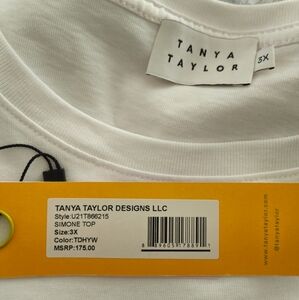 TANYA
TAYLOR
TANYA TAYLOR DESIGNS LLC
Style:U21T866215
SIMONE TOP
Size:3X
Color:TDHYW
MSRP:175.00
www.tanyataylor.com